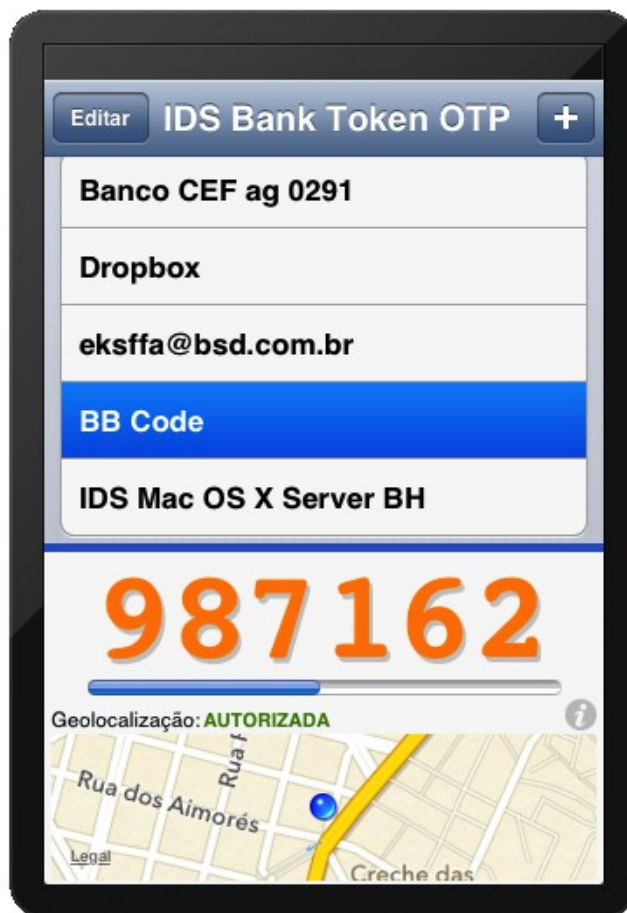 Editar IDS Bank Token OTP +
Banco CEF ag 0291
Dropbox
eksffa@bsd.com.br
BB Code
IDS Mac OS X Server BH
987162
Geolocalização: AUTORIZADA i
Rua dos Aimorés
Rua
Legal
Creche das